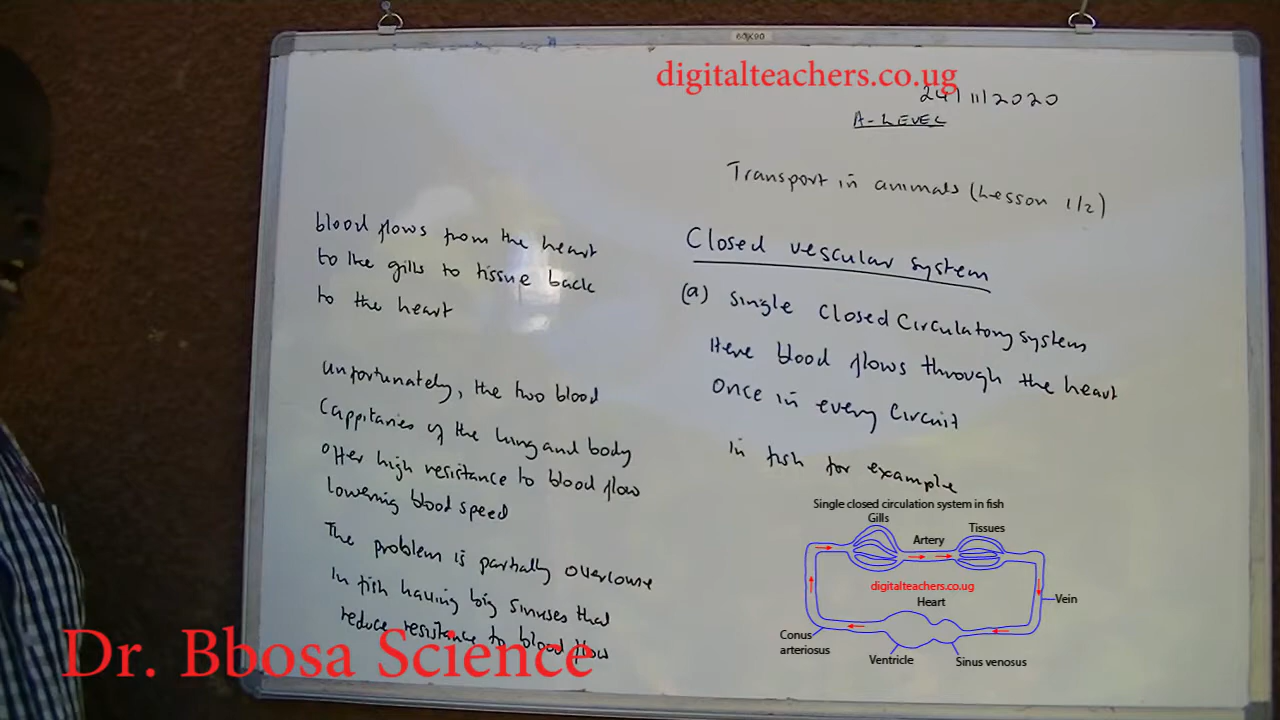 60X90
digitalteachers.co.ug
24/11/2020
A-LEVEL
Transport in animals (Lesson 1/2)
Closed vescular system
(a) Single Closed Circulatory system
Here blood flows through the heart
Once in every Circuit
In fish for example
Single closed circulation system in fish
Gills
Tissues
Artery
digitalteachers.co.ug
Heart
Vein
Conus
arteriosus
Ventricle
Sinus venosus
blood flows from the heart
to the gills to tissue back
to the heart
Unfortunately, the two blood
Cappitaries of the lung and body
offer high resistance to blood flow
lowering blood speed
The problem is partially overcome
In fish having big sinuses that
reduce resistance to blood flow
Dr. Bbosa Science